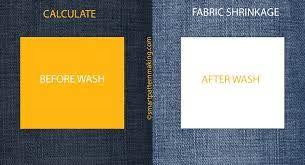 CALCULATE
FABRIC SHRINKAGE
BEFORE WASH
©smartpatternmaking.com
AFTER WASH